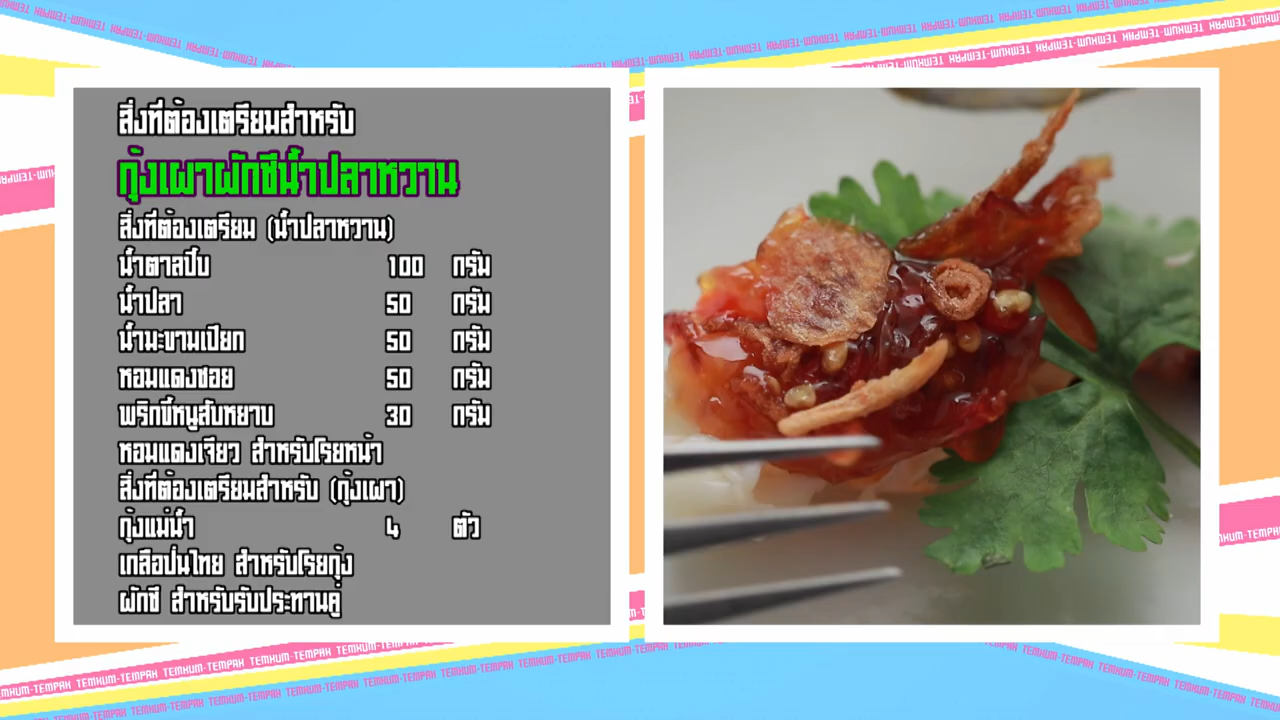 สิ่งที่ต้องเตรียมสำหรับ
กุ้งเผาผักชีน้ำปลาหวาน
สิ่งที่ต้องเตรียม (น้ำปลาหวาน)
น้ำตาลปี๊บ 100 กรัม
น้ำปลา 50 กรัม
น้ำมะขามเปียก 50 กรัม
หอมแดงซอย 50 กรัม
พริกขี้หนูสับหยาบ 30 กรัม
หอมแดงเจียว สำหรับโรยหน้า
สิ่งที่ต้องเตรียมสำหรับ (กุ้งเผา)
กุ้งแม่น้ำ 4 ตัว
เกลือป่นไทย สำหรับโรยกุ้ง
ผักชี สำหรับรับประทานคู่
TEMHUM-TEMPAK TEMHUM-TEMPAK TEMHUM-TEMPAK